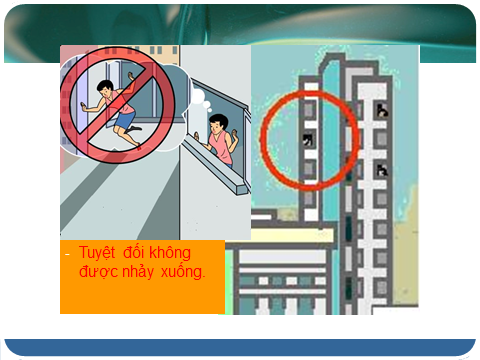 - Tuyệt đối không
được nhảy xuống.